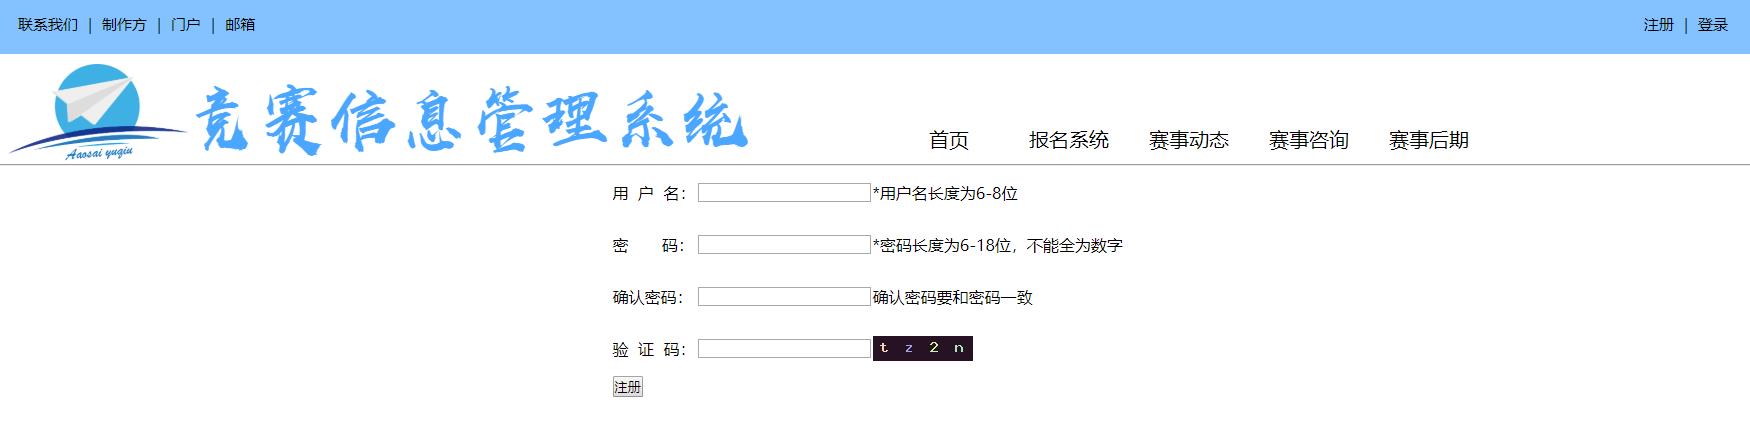 联系我们 | 制作方 | 门户 | 邮箱
注册 | 登录
Aaosai yuqiu
竞赛信息管理系统
首页 报名系统 赛事动态 赛事咨询 赛事后期
用 户 名： *用户名长度为6-8位
密 码： *密码长度为6-18位，不能全为数字
确认密码： 确认密码要和密码一致
验 证 码： t z 2 n
注册